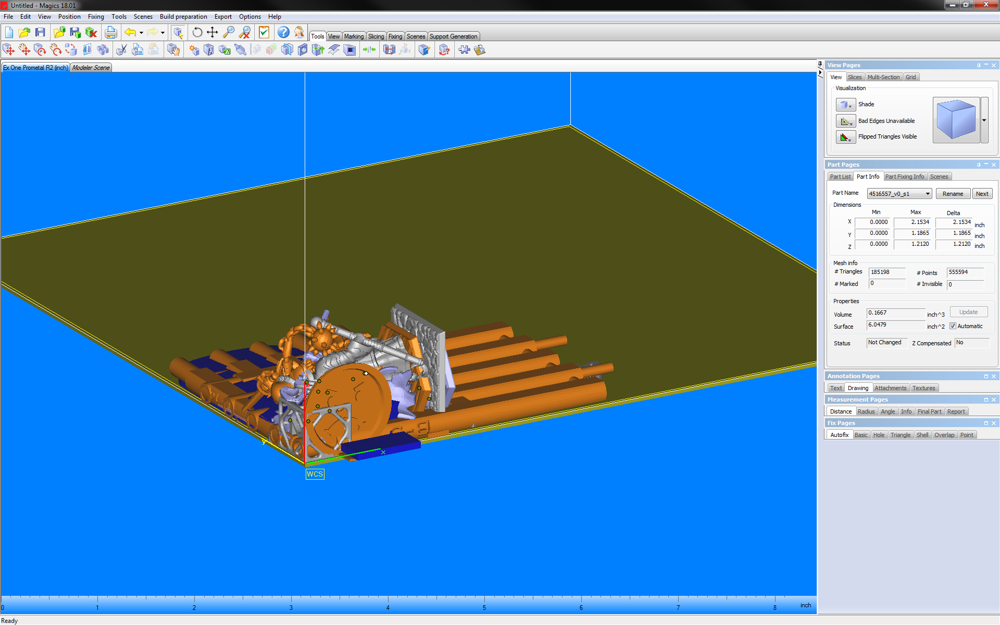 Untitled - Magics 18.01
File Edit View Position Fixing Tools Scenes Build preparation Export Options Help
Tools View Marking Slicing Fixing Scenes Support Generation
Ex One Prometal R2 (inch) Modeler Scene
View Pages
View Slices Multi-Section Grid
Visualization
Shade
Bad Edges Unavailable
Flipped Triangles Visible
Part Pages
Part List Part Info Part Fixing Info Scenes
Part Name 4516557_v0_s1 Rename Next
Dimensions
Min Max Delta
X 0.0000 2.1534 2.1534 inch
Y 0.0000 1.1865 1.1865 inch
Z 0.0000 1.2120 1.2120 inch
Mesh info
# Triangles 185198 # Points 555594
# Marked 0 # Invisible 0
Properties
Volume 0.1667 inch^3 Update
Surface 6.0479 inch^2 Automatic
Status Not Changed Z Compensated No
Annotation Pages
Text Drawing Attachments Textures
Measurement Pages
Distance Radius Angle Info Final Part Report
Fix Pages
Autofix Basic Hole Triangle Shell Overlap Point
z
y
x
WCS
0 1 2 3 4 5 6 7 8 inch
Ready